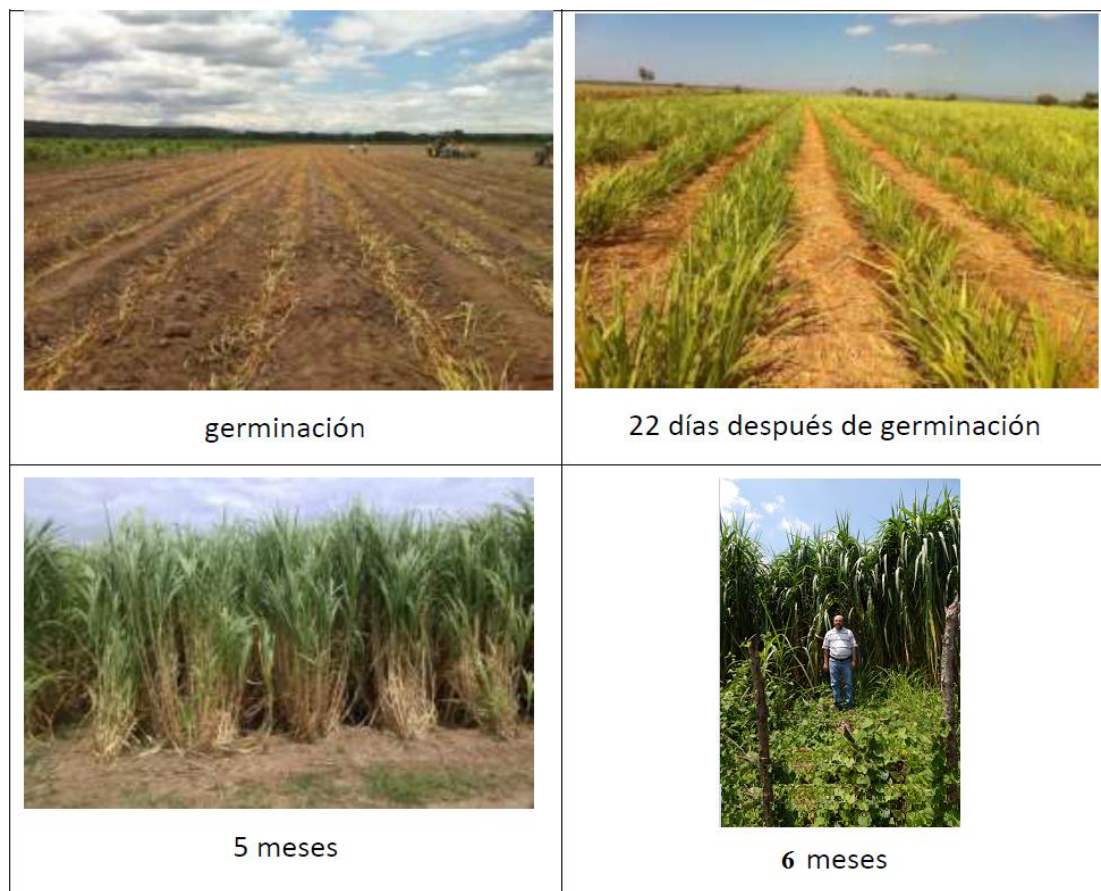 germinación
22 días después de germinación
5 meses
6 meses